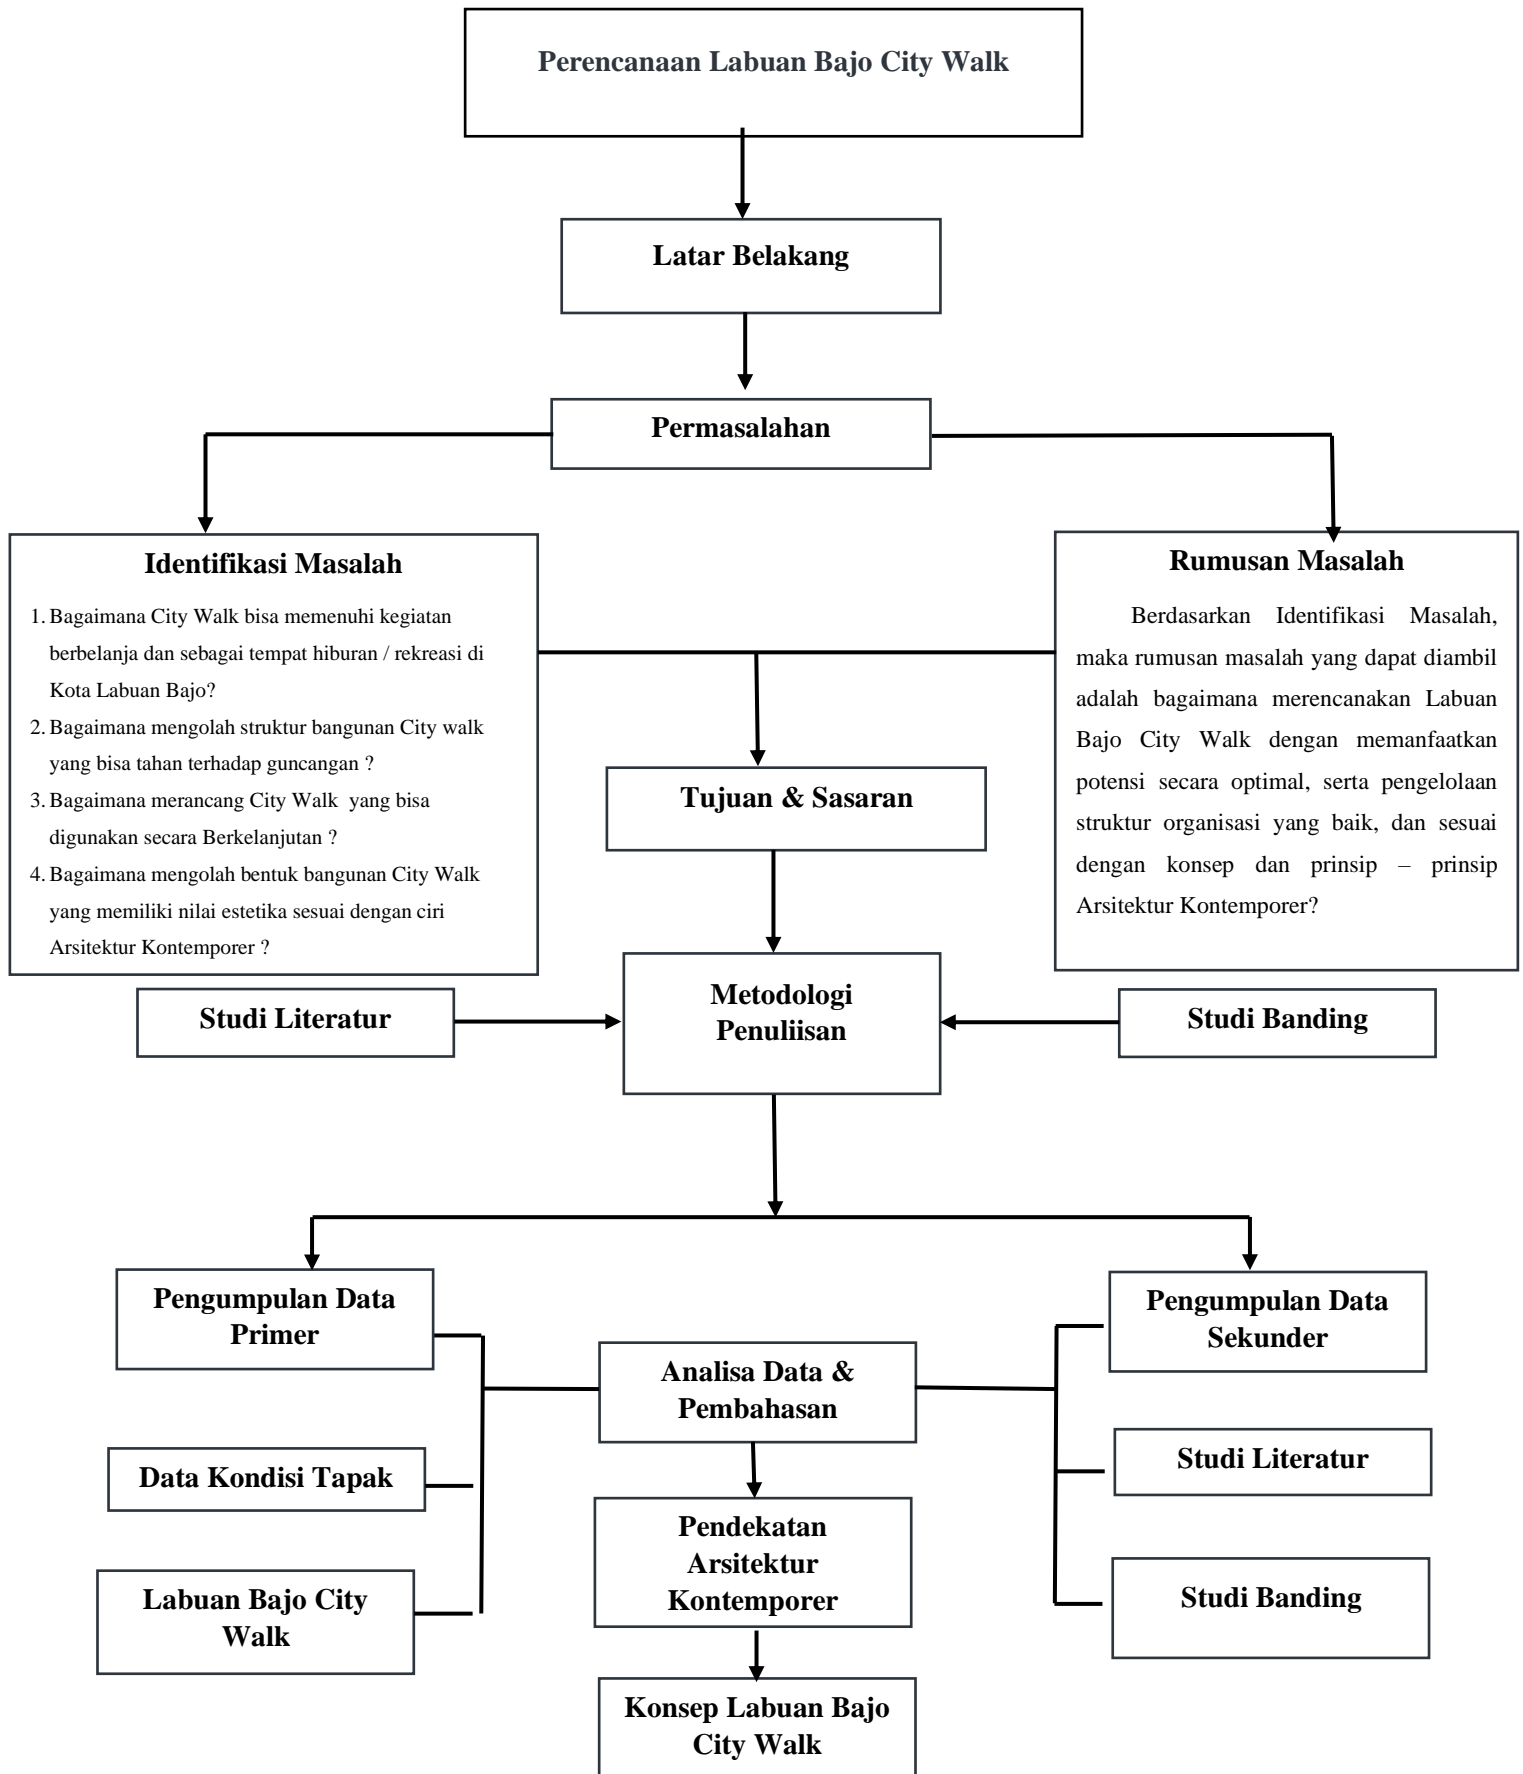 Perencanaan Labuan Bajo City Walk
Latar Belakang
Permasalahan
Identifikasi Masalah
1. Bagaimana City Walk bisa memenuhi kegiatan
berbelanja dan sebagai tempat hiburan / rekreasi di
Kota Labuan Bajo?
2. Bagaimana mengolah struktur bangunan City walk
yang bisa tahan terhadap guncangan ?
3. Bagaimana merancang City Walk yang bisa
digunakan secara Berkelanjutan ?
4. Bagaimana mengolah bentuk bangunan City Walk
yang memiliki nilai estetika sesuai dengan ciri
Arsitektur Kontemporer ?
Rumusan Masalah
Berdasarkan Identifikasi Masalah,
maka rumusan masalah yang dapat diambil
adalah bagaimana merencanakan Labuan
Bajo City Walk dengan memanfaatkan
potensi secara optimal, serta pengelolaan
struktur organisasi yang baik, dan sesuai
dengan konsep dan prinsip – prinsip
Arsitektur Kontemporer?
Tujuan & Sasaran
Studi Literatur
Metodologi
Penuliisan
Studi Banding
Pengumpulan Data
Primer
Pengumpulan Data
Sekunder
Analisa Data &
Pembahasan
Data Kondisi Tapak
Studi Literatur
Pendekatan
Arsitektur
Kontemporer
Labuan Bajo City
Walk
Studi Banding
Konsep Labuan Bajo
City Walk